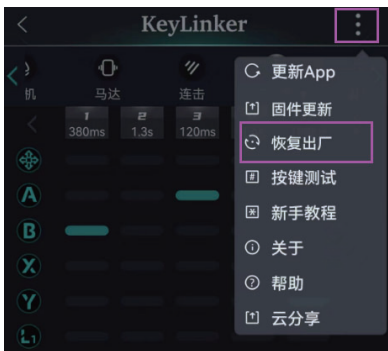 KeyLinker
机
马达
连击
1
2
3
380ms
1.3s
120ms
A
B
X
Y
L1
更新App
固件更新
恢复出厂
按键测试
新手教程
关于
帮助
云分享